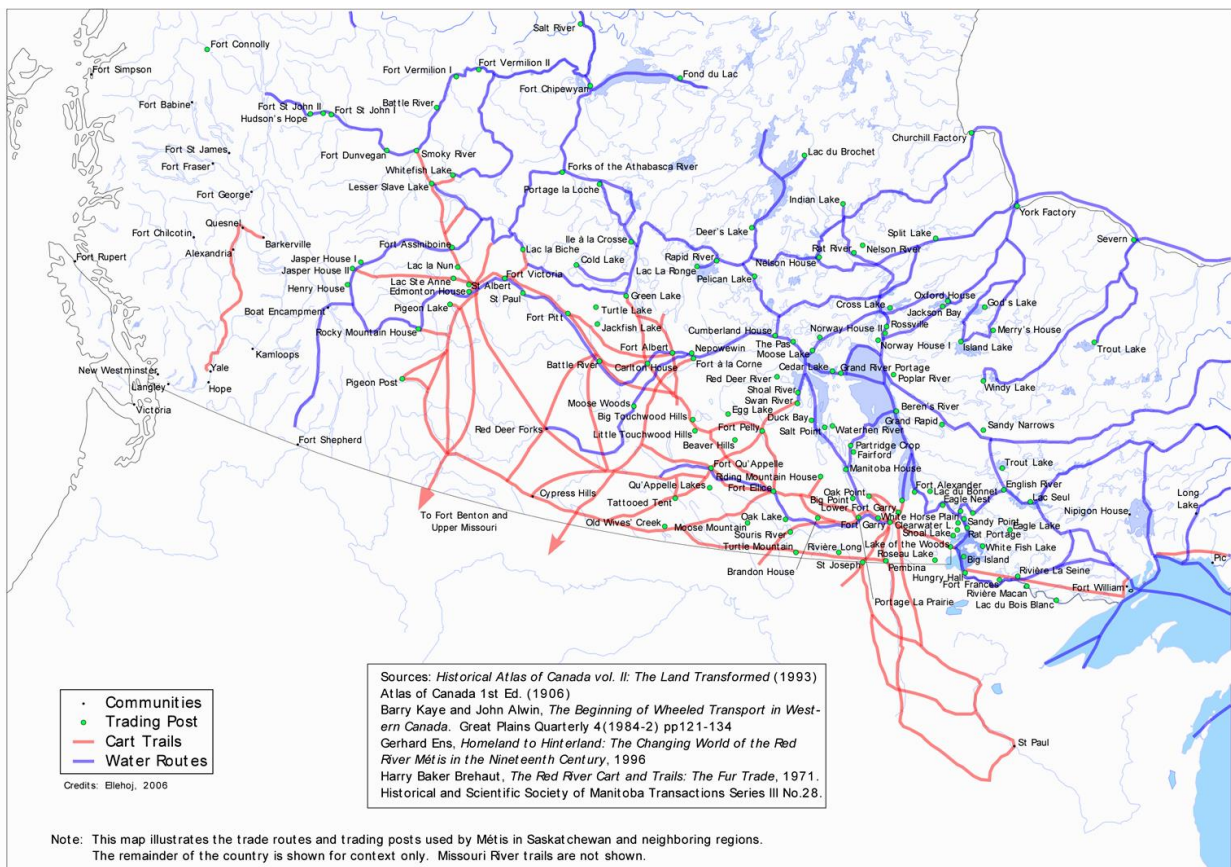 Salt River
Fort Connolly
Fort Simpson
Fort Vermilion I
Fort Vermilion II
Fond du Lac
Fort Chipewyan
Fort Babine
Fort St John II
Fort St John I
Hudson's Hope
Battle River
Churchill Factory
Fort St James
Fort Fraser
Fort Dunvegan
Smoky River
Lac du Brochet
Whitefish Lake
Forks of the Athabasca River
Lesser Slave Lake
Portage la Loche
Fort George
Indian Lake
York Factory
Quesnel
Fort Chilcotin
Barkerville
Deer's Lake
Split Lake
Severn
Alexandria
Fort Assniboine
Lac la Biche
Ile à la Crosse
Rat River
Nelson River
Fort Rupert
Jasper House I
Jasper House II
Lac la Nun
Cold Lake
Rapid River
Nelson House
Lac La Ronge
Pelican Lake
Henry House
Lac Ste Anne
Fort Victoria
St Albert
Edmonton House
St Paul
Green Lake
Pigeon Lake
Turtle Lake
Cross Lake
Oxford House
Jackson Bay
God's Lake
Boat Encampment
Fort Pitt
Jackfish Lake
Rocky Mountain House
Cumberland House
Norway House II
Rossville
Merry's House
The Pas
Norway House I
Island Lake
Trout Lake
Kamloops
Fort Albert
Nepowewin
Moose Lake
Battle River
Carlton House
Fort à la Corne
Cedar Lake
Grand River Portage
New Westminster
Yale
Pigeon Post
Red Deer River
Poplar River
Langley
Hope
Shoal River
Windy Lake
Victoria
Moose Woods
Swan River
Egg Lake
Beren's River
Big Touchwood Hills
Duck Bay
Grand Rapid
Red Deer Forks
Little Touchwood Hills
Fort Pelly
Salt Point
Waterhen River
Sandy Narrows
Fort Shepherd
Beaver Hills
Partridge Crop
Fairford
Fort Qu'Appelle
Manitoba House
Trout Lake
Riding Mountain House
Qu'Appelle Lakes
Fort Ellice
Oak Point
Fort Alexander
English River
Long
Lake
Cypress Hills
Tattooed Tent
Big Point
Lac du Bonnet
Eagle Nest
Lac Seul
To Fort Benton and
Upper Missouri
Lower Fort Garry
Nipigon House
Old Wives' Creek
Moose Mountain
Oak Lake
White Horse Plain
Fort Garry
Clearwater L.
Sandy Point
Eagle Lake
Souris River
Shoal Lake
Rat Portage
Turtle Mountain
Rivière Long
Lake of the Woods
White Fish Lake
Roseau Lake
Big Island
Pic
Brandon House
St Joseph
Pembina
Hungry Hall
Rivière La Seine
Fort Frances
Fort William
Rivière Macan
Portage La Prairie
Lac du Bois Blanc
St Paul
Sources: Historical Atlas of Canada vol. II: The Land Transformed (1993)
Atlas of Canada 1st Ed. (1906)
Barry Kaye and John Alwin, The Beginning of Wheeled Transport in West-
ern Canada. Great Plains Quarterly 4(1984-2) pp121-134
Gerhard Ens, Homeland to Hinterland: The Changing World of the Red
River Métis in the Nineteenth Century, 1996
Harry Baker Brehaut, The Red River Cart and Trails: The Fur Trade, 1971.
Historical and Scientific Society of Manitoba Transactions Series III No.28.
Communities
Trading Post
Cart Trails
Water Routes
Credits: Ellehoj, 2006
Note: This map illustrates the trade routes and trading posts used by Métis in Saskatchewan and neighboring regions.
The remainder of the country is shown for context only. Missouri River trails are not shown.